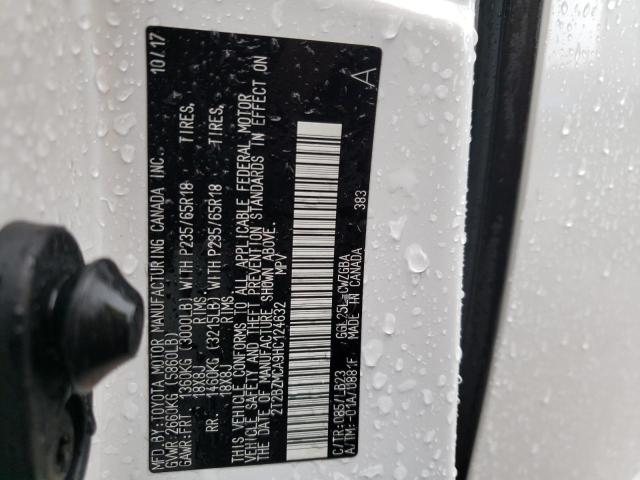 MFD. BY: TOYOTA MOTOR MANUFACTURING CANADA INC. 10/17
GVWR 2660KG (5860LB)
GAWR: FRT. 1360KG (3000LB) WITH P235/65R18 TIRES,
18X8J RIMS
RR. 1460KG (3215LB) WITH P235/65R18 TIRES,
18X8J RIMS
THIS VEHICLE CONFORMS TO ALL APPLICABLE FEDERAL MOTOR
VEHICLE SAFETY AND THEFT PREVENTION STANDARDS IN EFFECT ON
THE DATE OF MANUFACTURE SHOWN ABOVE.
2T2BZMCA3HC124632 MPV
A
C/TR: 085/LB23 GGL25L-CWZGBA 383
A/TM: -01A/U881F MADE IN CANADA